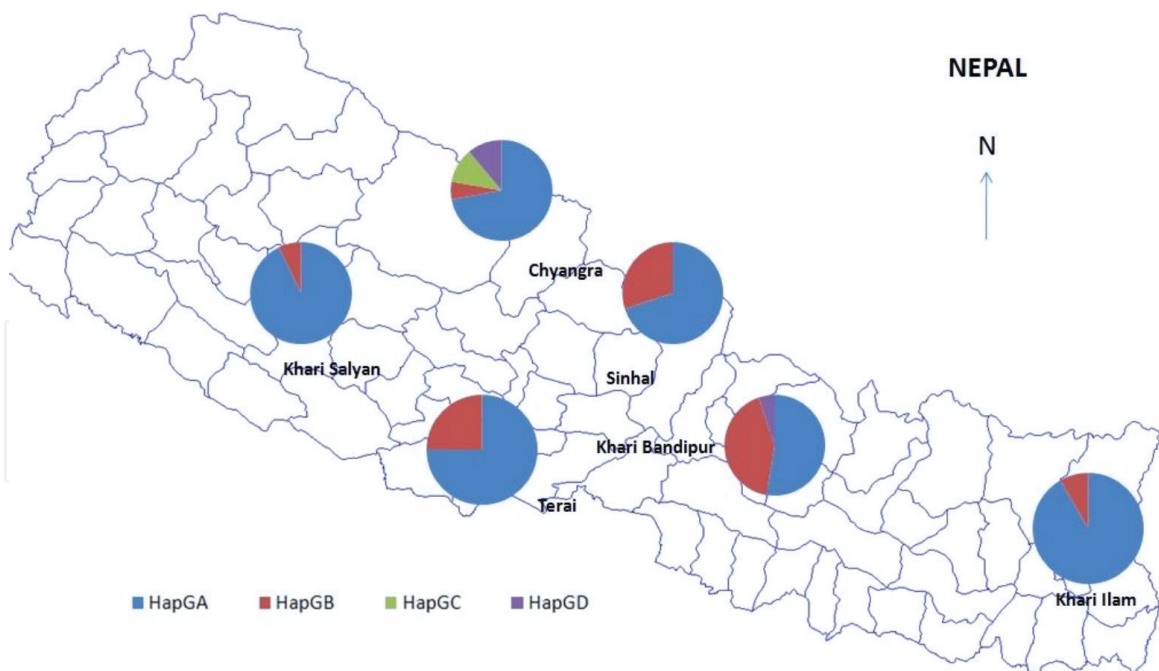 NEPAL
N
Chyangra
Khari Salyan
Sinhal
Khari Bandipur
Terai
Khari Ilam
HapGA HapGB HapGC HapGD